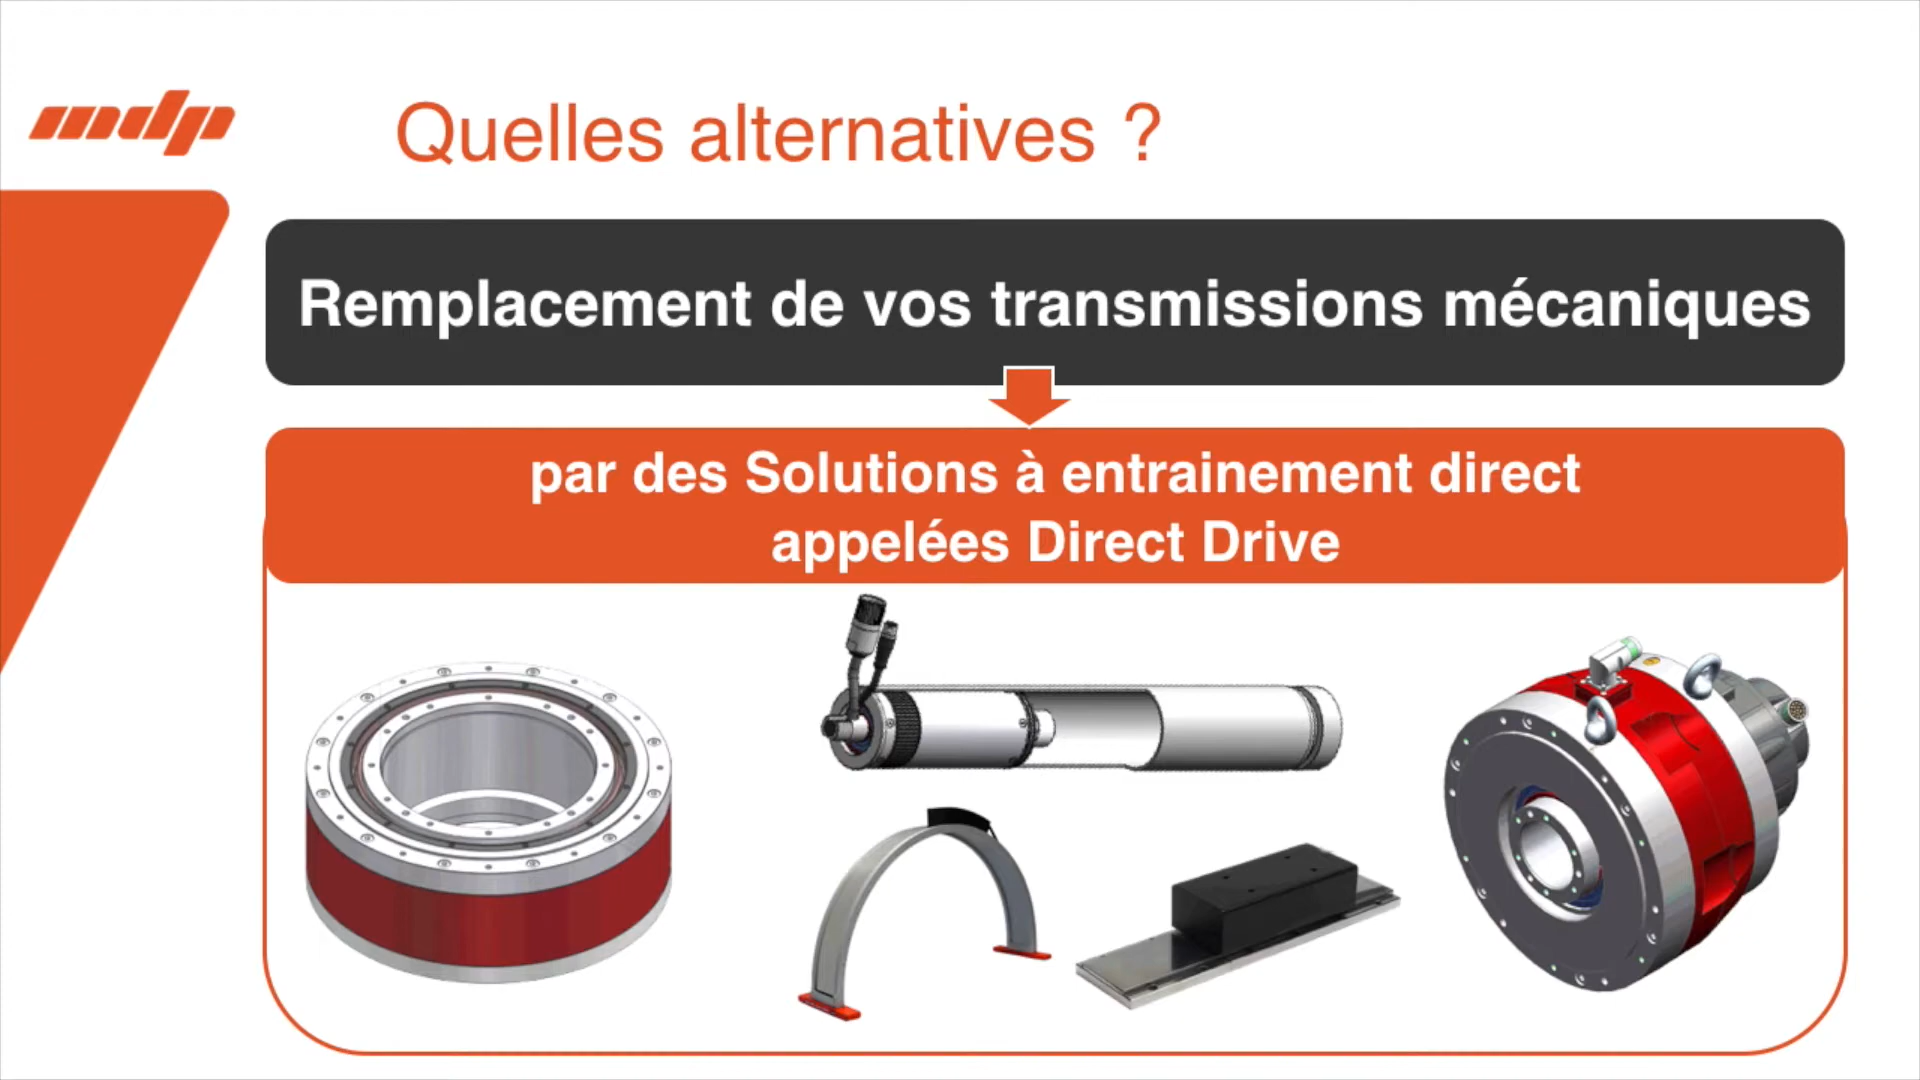 mdp
Quelles alternatives ?
Remplacement de vos transmissions mécaniques
par des Solutions à entrainement direct
appelées Direct Drive